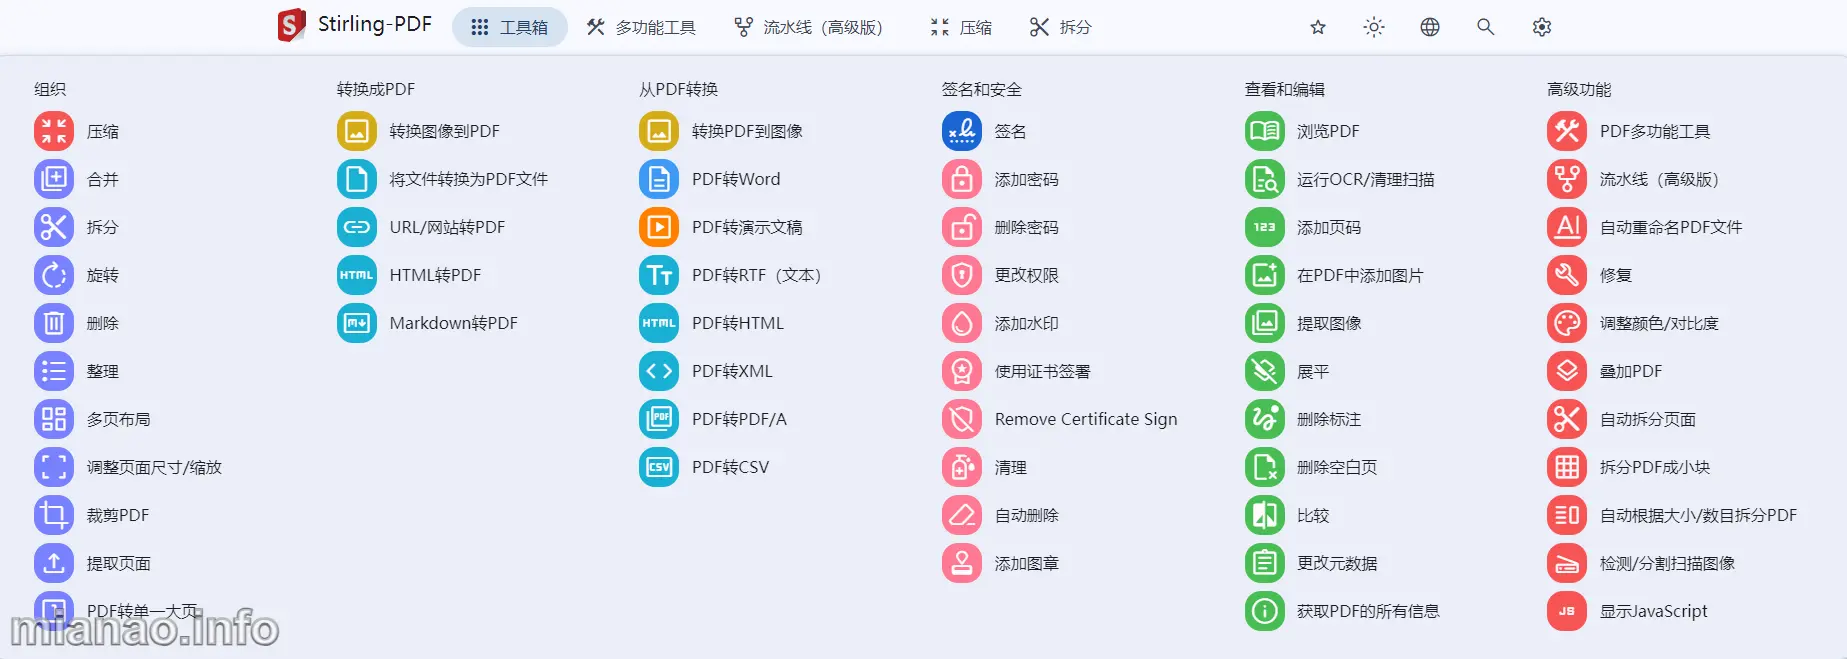 Stirling-PDF
工具箱
多功能工具
流水线（高级版）
压缩
拆分
组织
压缩
合并
拆分
旋转
删除
整理
多页布局
调整页面尺寸/缩放
裁剪PDF
提取页面
PDF转单一大页
转换成PDF
转换图像到PDF
将文件转换为PDF文件
URL/网站转PDF
HTML
HTML转PDF
Markdown转PDF
从PDF转换
转换PDF到图像
PDF转Word
PDF转演示文稿
PDF转RTF（文本）
HTML
PDF转HTML
PDF转XML
PDF
PDF转PDF/A
CSV
PDF转CSV
签名和安全
签名
添加密码
删除密码
更改权限
添加水印
使用证书签署
Remove Certificate Sign
清理
自动删除
添加图章
查看和编辑
浏览PDF
运行OCR/清理扫描
123
添加页码
在PDF中添加图片
提取图像
展平
删除标注
删除空白页
比较
更改元数据
获取PDF的所有信息
高级功能
PDF多功能工具
流水线（高级版）
自动重命名PDF文件
修复
调整颜色/对比度
叠加PDF
自动拆分页面
拆分PDF成小块
自动根据大小/数目拆分PDF
检测/分割扫描图像
JS
显示JavaScript
mianao.info